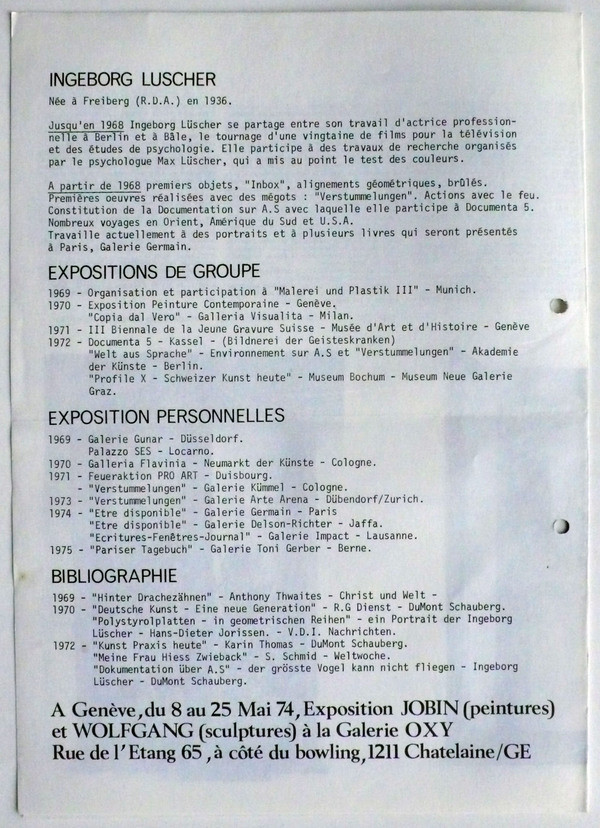 INGEBORG LUSCHER
Née à Freiberg (R.D.A.) en 1936.
Jusqu'en 1968 Ingeborg Lüscher se partage entre son travail d'actrice profession-
nelle à Berlin et à Bâle, le tournage d'une vingtaine de films pour la télévision
et des études de psychologie. Elle participe à des travaux de recherche organisés
par le psychologue Max Lüscher, qui a mis au point le test des couleurs.
A partir de 1968 premiers objets, "Inbox", alignements géométriques, brûlés.
Premières oeuvres réalisées avec des mégots : "Verstummelungen". Actions avec le feu.
Constitution de la Documentation sur A.S avec laquelle elle participe à Documenta 5.
Nombreux voyages en Orient, Amérique du Sud et U.S.A.
Travaille actuellement à des portraits et à plusieurs livres qui seront présentés
à Paris, Galerie Germain.
EXPOSITIONS DE GROUPE
1969 - Organisation et participation à "Malerei und Plastik III" - Munich.
1970 - Exposition Peinture Contemporaine - Genève.
"Copia dal Vero" - Galleria Visualita - Milan.
1971 - III Biennale de la Jeune Gravure Suisse - Musée d'Art et d'Histoire - Genève
1972 - Documenta 5 - Kassel - (Bildnerei der Geisteskranken)
"Welt aus Sprache" - Environnement sur A.S et "Verstummelungen" - Akademie
der Künste - Berlin.
"Profile X - Schweizer Kunst heute" - Museum Bochum - Museum Neue Galerie
Graz.
EXPOSITION PERSONNELLES
1969 - Galerie Gunar - Düsseldorf.
Palazzo SES - Locarno.
1970 - Galleria Flavinia - Neumarkt der Künste - Cologne.
1971 - Feueraktion PRO ART - Duisbourg.
- "Verstummelungen" - Galerie Kümmel - Cologne.
1973 - "Verstummelungen" - Galerie Arte Arena - Dübendorf/Zurich.
1974 - "Etre disponible" - Galerie Germain - Paris
"Etre disponible" - Galerie Delson-Richter - Jaffa.
"Ecritures-Fenêtres-Journal" - Galerie Impact - Lausanne.
1975 - "Pariser Tagebuch" - Galerie Toni Gerber - Berne.
BIBLIOGRAPHIE
1969 - "Hinter Drachezähnen" - Anthony Thwaites - Christ und Welt -
1970 - "Deutsche Kunst - Eine neue Generation" - R.G Dienst - DuMont Schauberg.
"Polystyrolplatten - in geometrischen Reihen" - ein Portrait der Ingeborg
Lüscher - Hans-Dieter Jorissen. - V.D.I. Nachrichten.
1972 - "Kunst Praxis heute" - Karin Thomas - DuMont Schauberg.
"Meine Frau Hiess Zwieback" - S. Schmid - Weltwoche.
"Dokumentation über A.S" - der grösste Vogel kann nicht fliegen - Ingeborg
Lüscher - DuMont Schauberg.
A Genève, du 8 au 25 Mai 74, Exposition JOBIN (peintures)
et WOLFGANG (sculptures) à la Galerie OXY
Rue de l'Etang 65, à côté du bowling, 1211 Chatelaine/GE